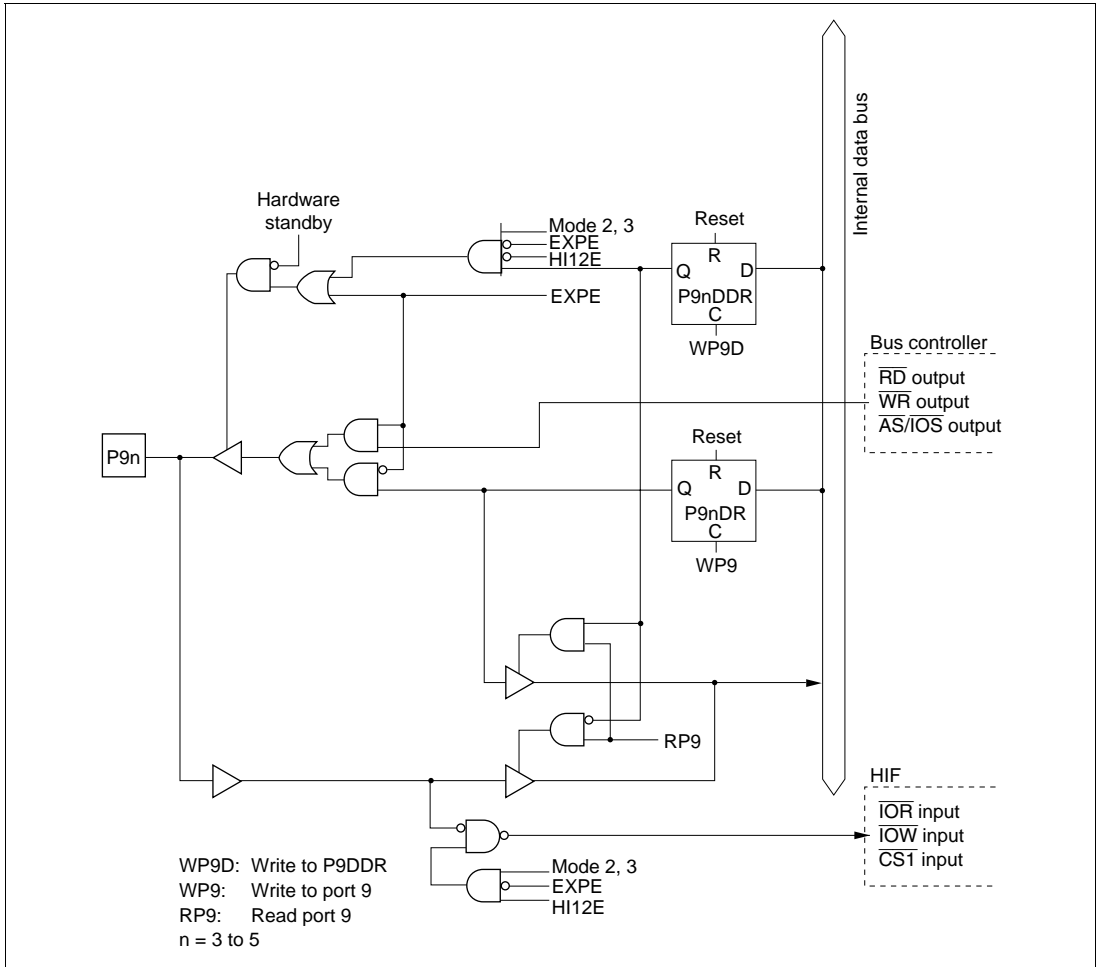 Internal data bus
Hardware
standby
Mode 2, 3
EXPE
HI12E
EXPE
Reset
R
Q
D
P9nDDR
C
WP9D
Bus controller
RD output
WR output
AS/IOS output
P9n
Reset
R
Q
D
P9nDR
C
WP9
RP9
HIF
IOR input
IOW input
CS1 input
Mode 2, 3
EXPE
HI12E
WP9D: Write to P9DDR
WP9: Write to port 9
RP9: Read port 9
n = 3 to 5